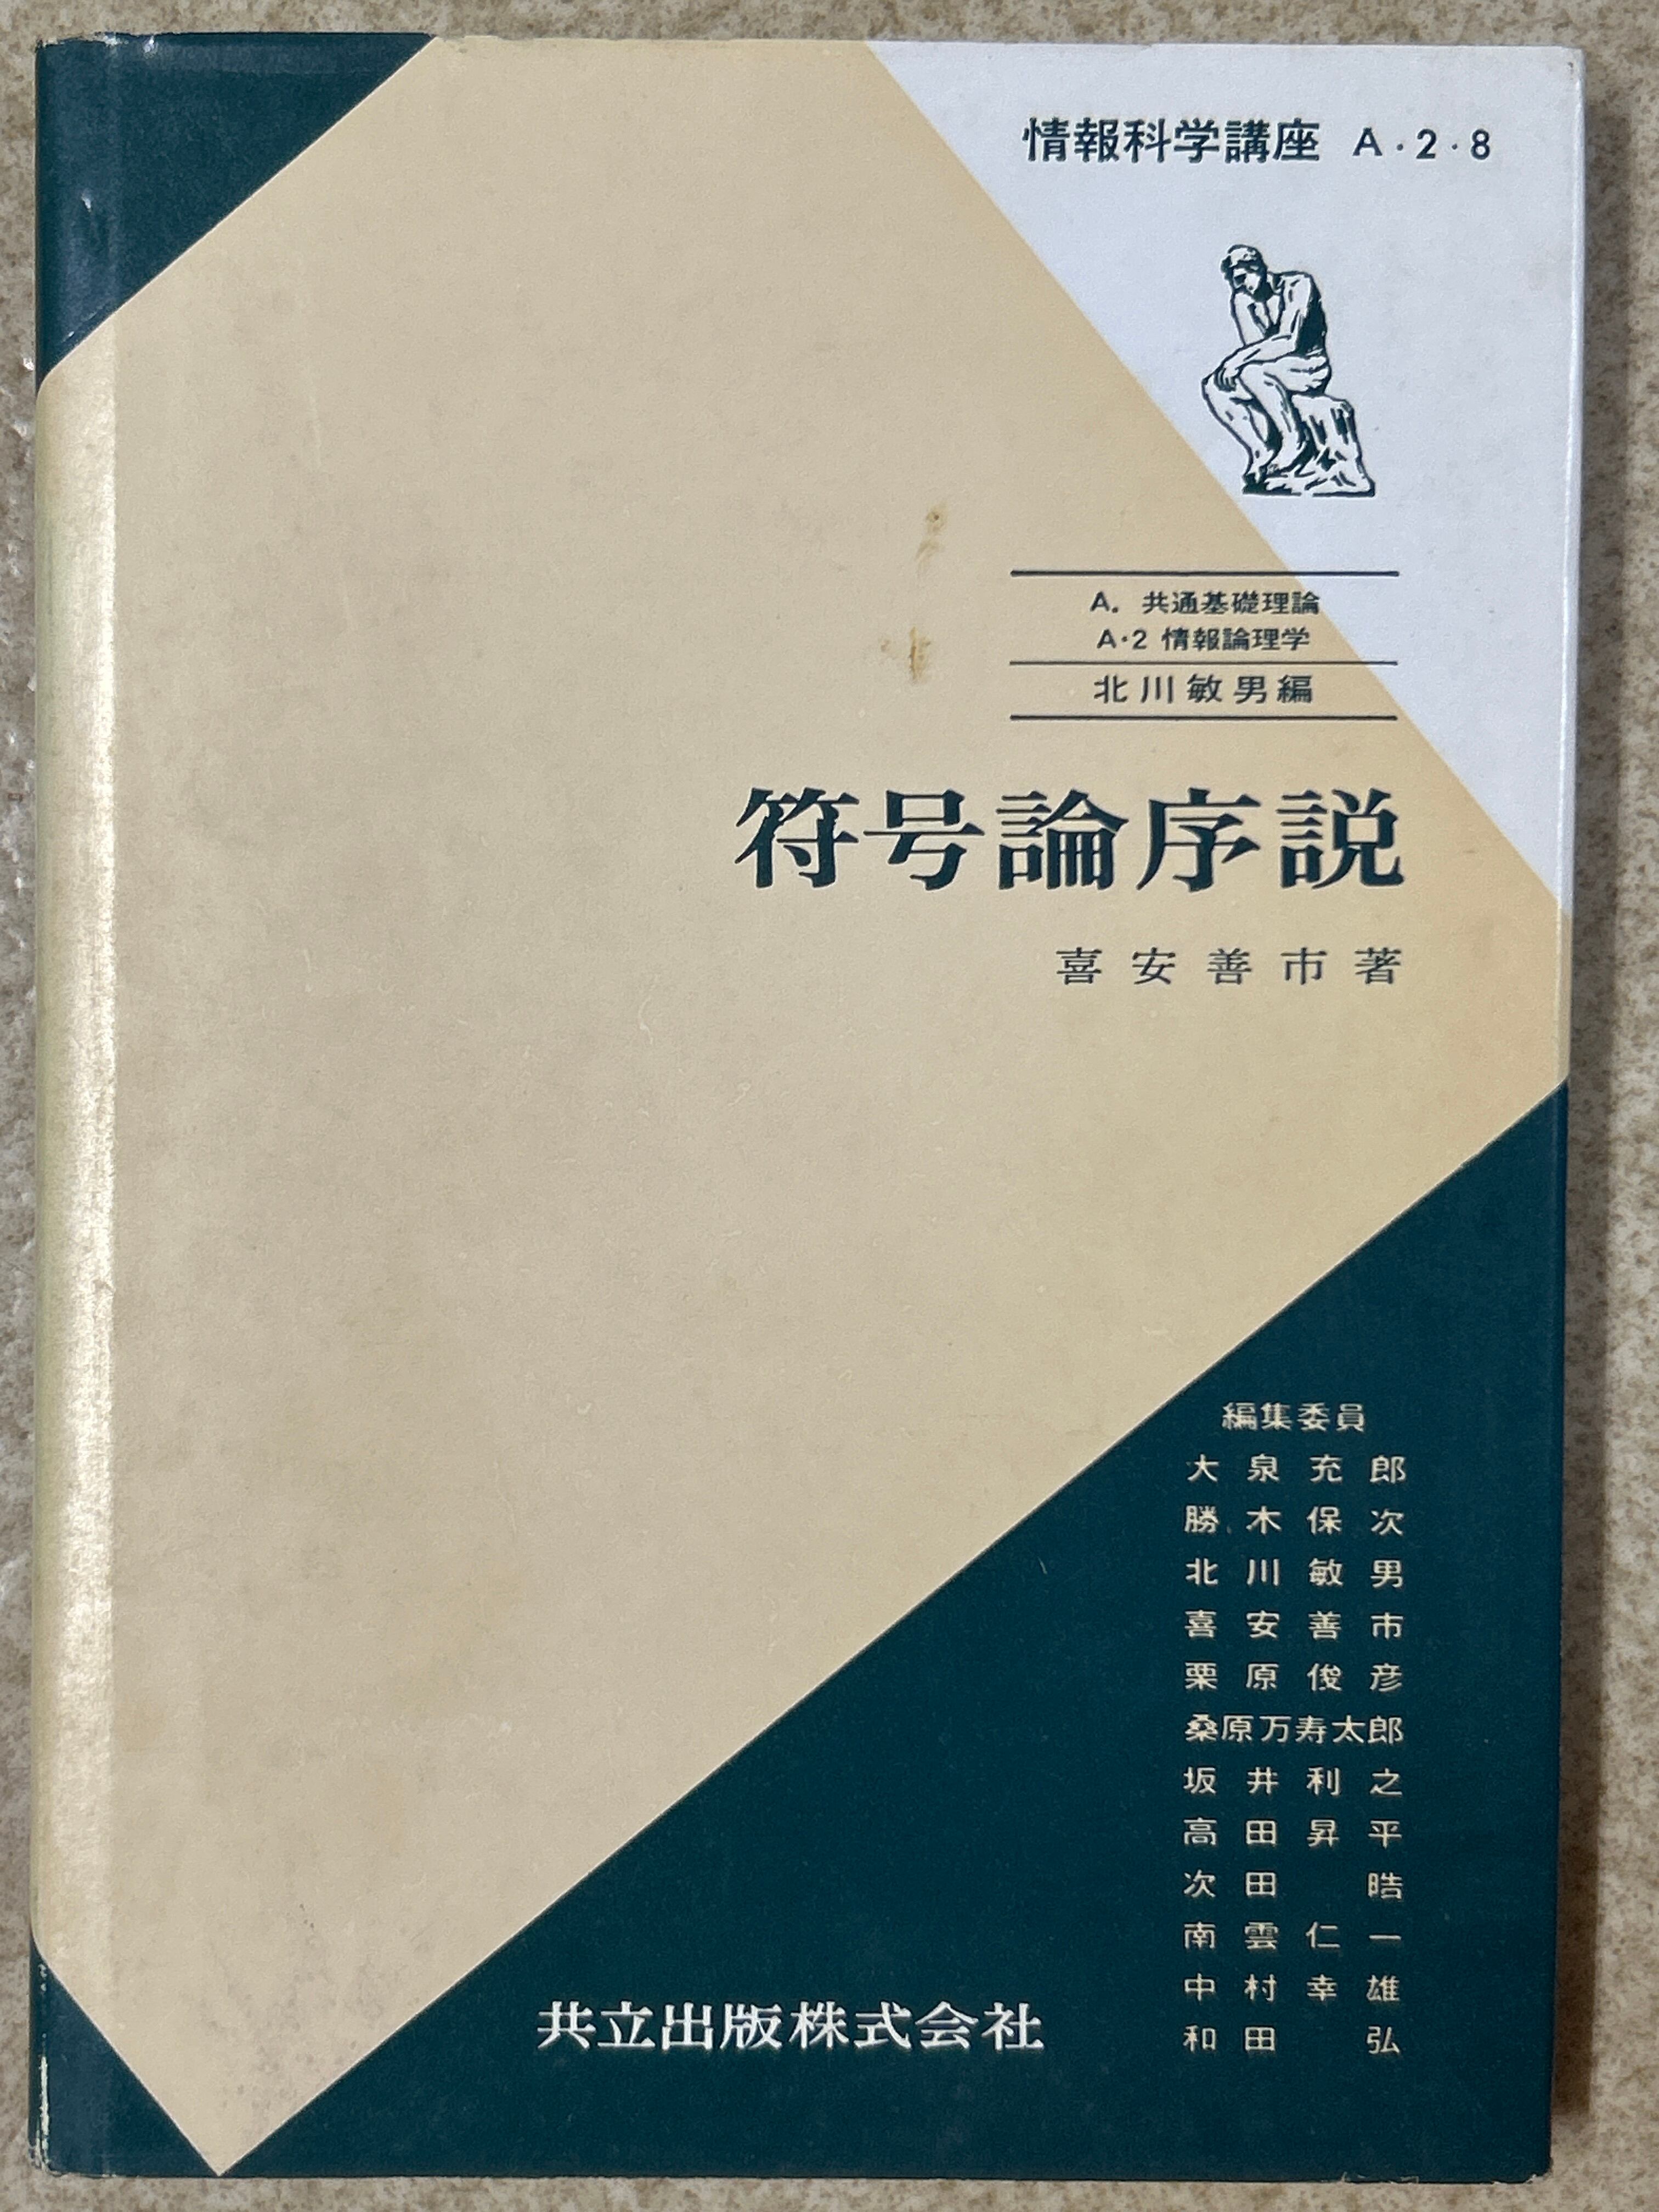 情報科学講座 A・2・8
A. 共通基礎理論
A・2 情報論理学
北川敏男編
符号論序説
喜安善市著
編集委員
大泉充郎
勝木保次
北川敏男
喜安善市
栗原俊彦
桑原万寿太郎
坂井利之
高田昇平
次田 晧
南雲仁一
中村幸雄
和田 弘
共立出版株式会社